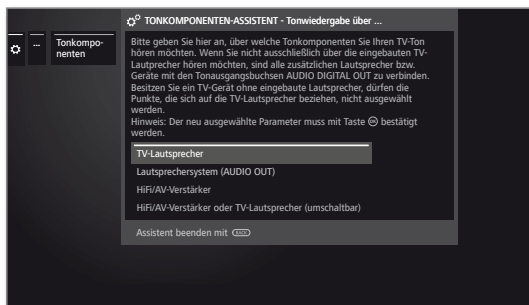 TONKOMPONENTEN-ASSISTENT - Tonwiedergabe über ...
...
Tonkompo-
nenten
Bitte geben Sie hier an, über welche Tonkomponenten Sie Ihren TV-Ton
hören möchten. Wenn Sie nicht ausschließlich über die eingebauten TV-
Lautprecher hören möchten, sind alle zusätzlichen Lautsprecher bzw.
Geräte mit den Tonausgangsbuchsen AUDIO DIGITAL OUT zu verbinden.
Besitzen Sie ein TV-Gerät ohne eingebaute Lautsprecher, dürfen die
Punkte, die sich auf die TV-Lautsprecher beziehen, nicht ausgewählt
werden.
Hinweis: Der neu ausgewählte Parameter muss mit Taste OK bestätigt
werden.
TV-Lautsprecher
Lautsprechersystem (AUDIO OUT)
HiFi/AV-Verstärker
HiFi/AV-Verstärker oder TV-Lautsprecher (umschaltbar)
Assistent beenden mit BACK